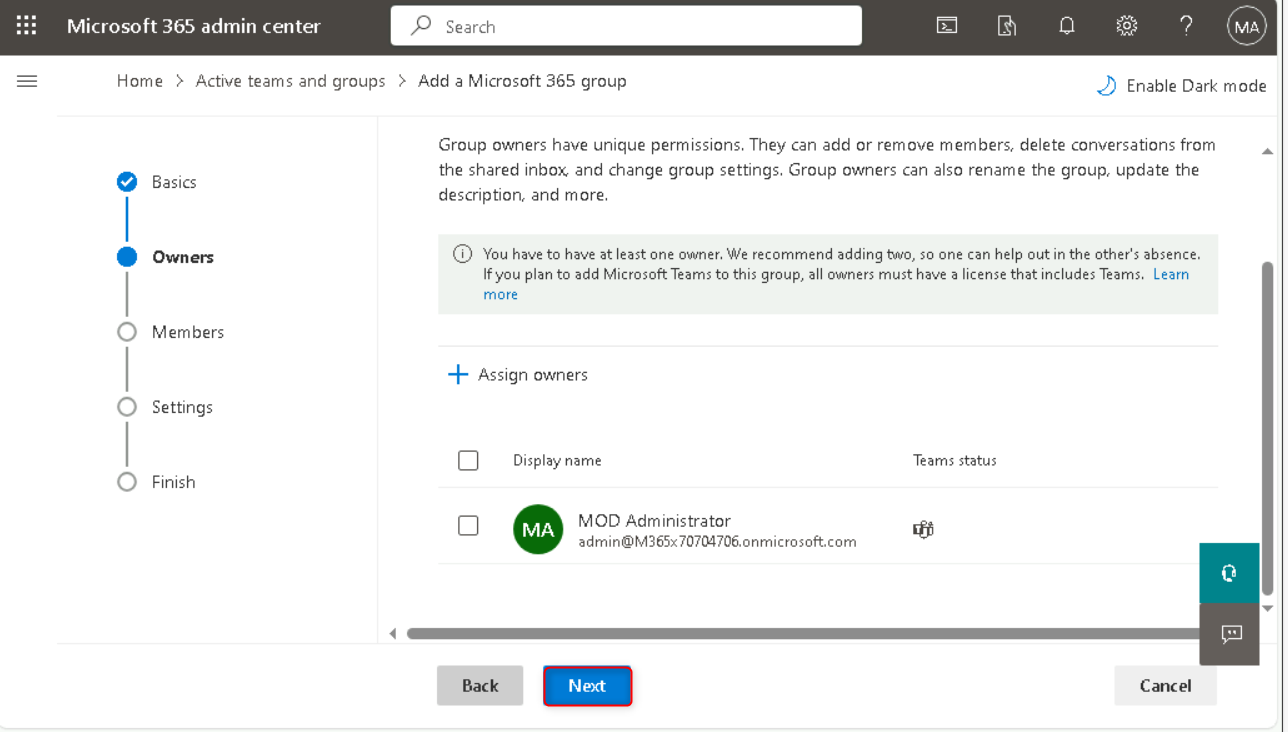 Microsoft 365 admin center
Search
MA
Home > Active teams and groups > Add a Microsoft 365 group
Enable Dark mode
Basics
Owners
Members
Settings
Finish
Group owners have unique permissions. They can add or remove members, delete conversations from
the shared inbox, and change group settings. Group owners can also rename the group, update the
description, and more.
You have to have at least one owner. We recommend adding two, so one can help out in the other's absence.
If you plan to add Microsoft Teams to this group, all owners must have a license that includes Teams. Learn
more
Assign owners
Display name
Teams status
MA
MOD Administrator
admin@M365x70704706.onmicrosoft.com
Back
Next
Cancel